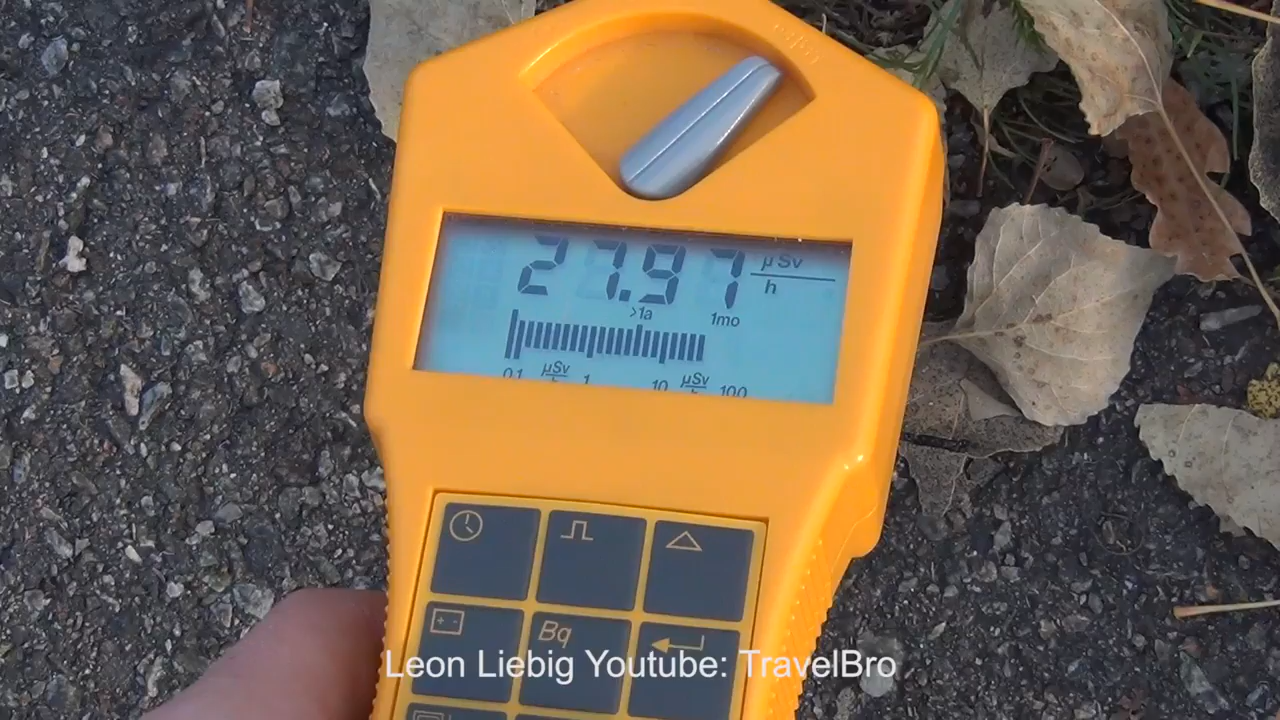 27.97 µSv/h
>1a 1mo
0.1 µSv/h 1 10 µSv/h 100
Bq
Leon Liebig Youtube: TravelBro